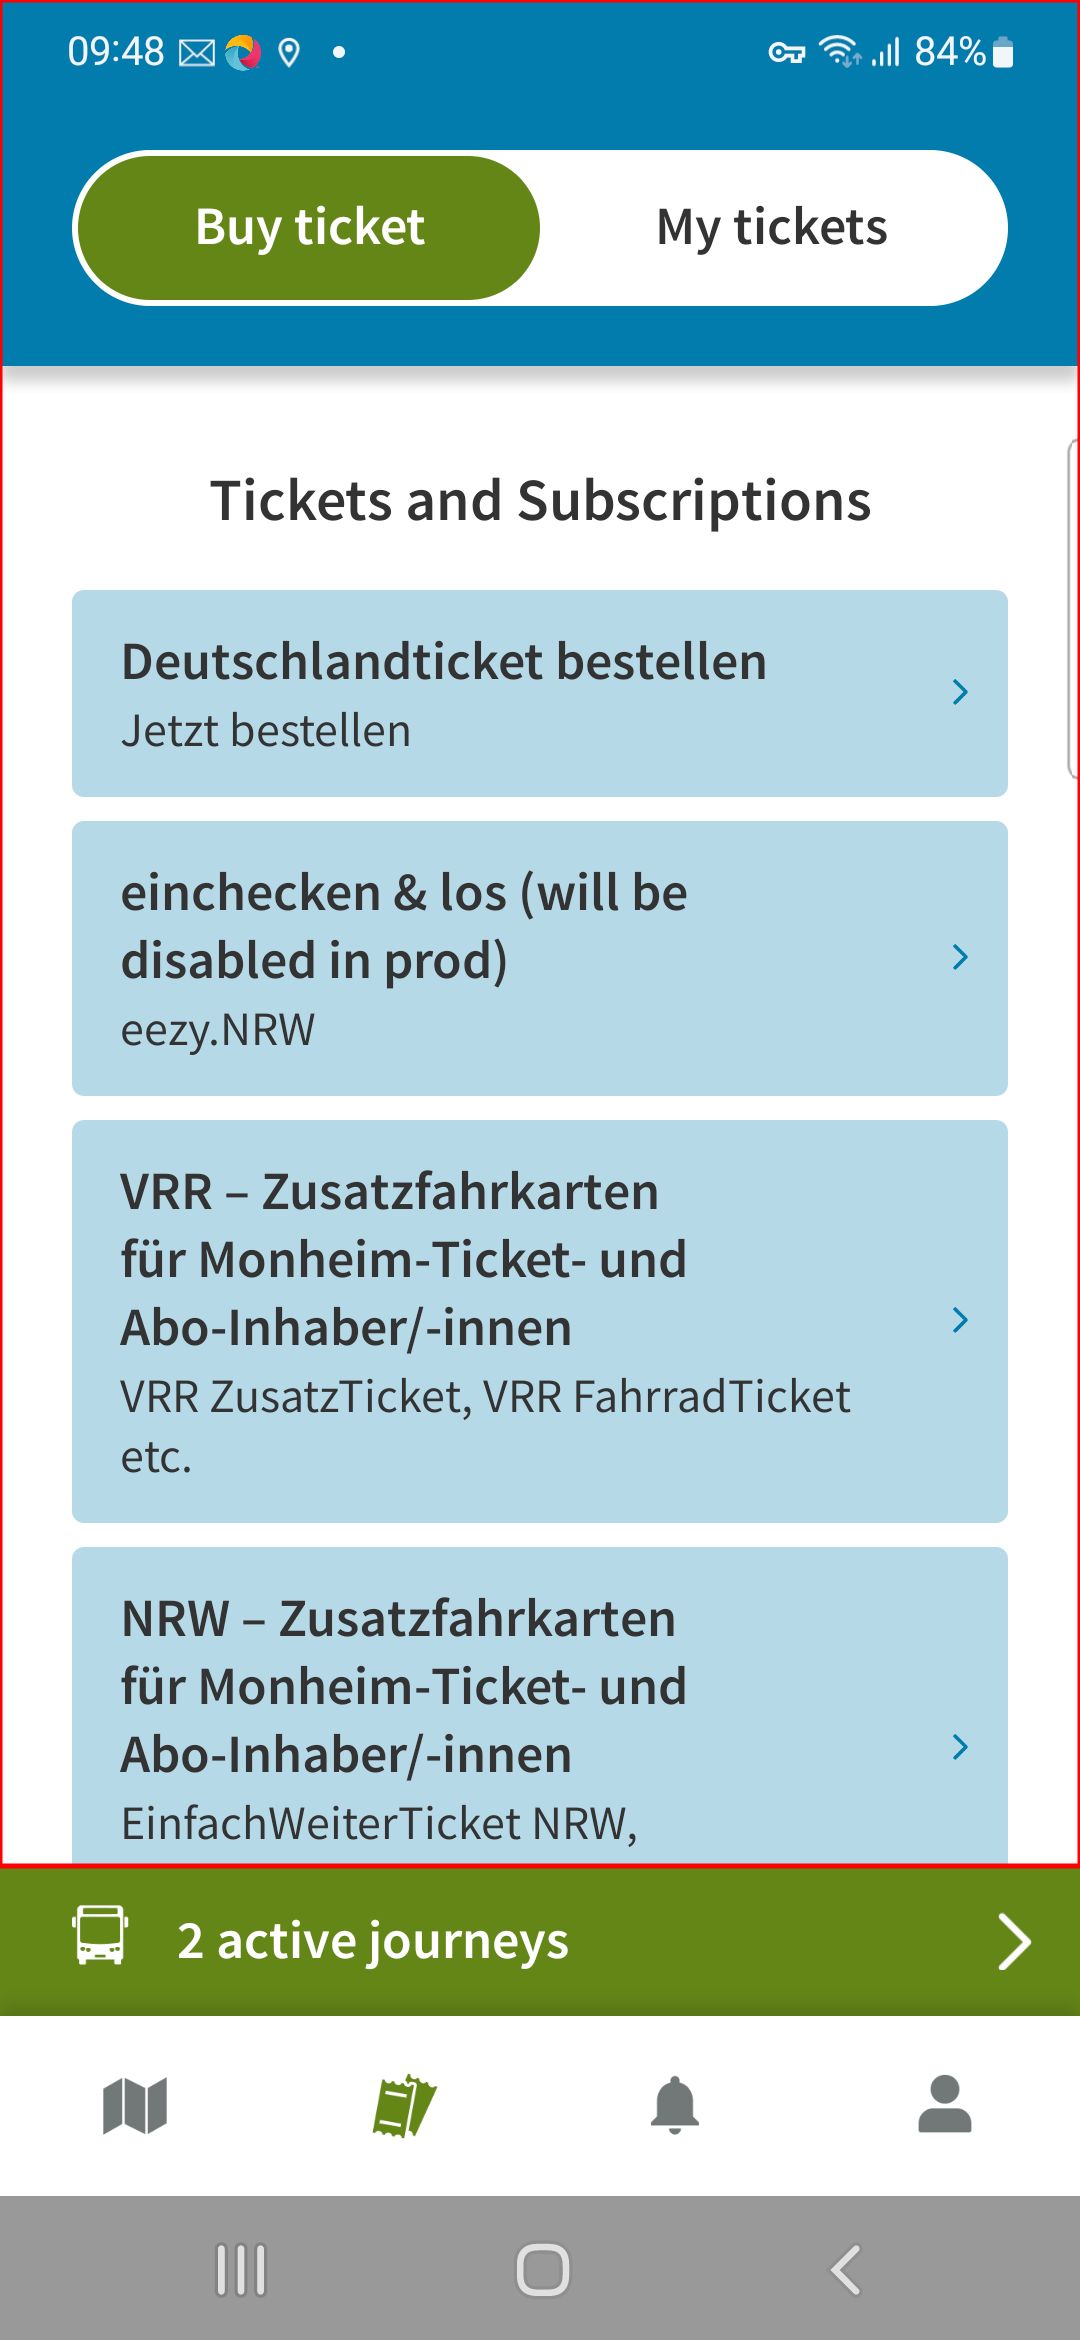 09:48
84%
Buy ticket
My tickets
Tickets and Subscriptions
Deutschlandticket bestellen
Jetzt bestellen
einchecken & los (will be
disabled in prod)
eezy.NRW
VRR – Zusatzfahrkarten
für Monheim-Ticket- und
Abo-Inhaber/-innen
VRR ZusatzTicket, VRR FahrradTicket
etc.
NRW – Zusatzfahrkarten
für Monheim-Ticket- und
Abo-Inhaber/-innen
EinfachWeiterTicket NRW,
2 active journeys